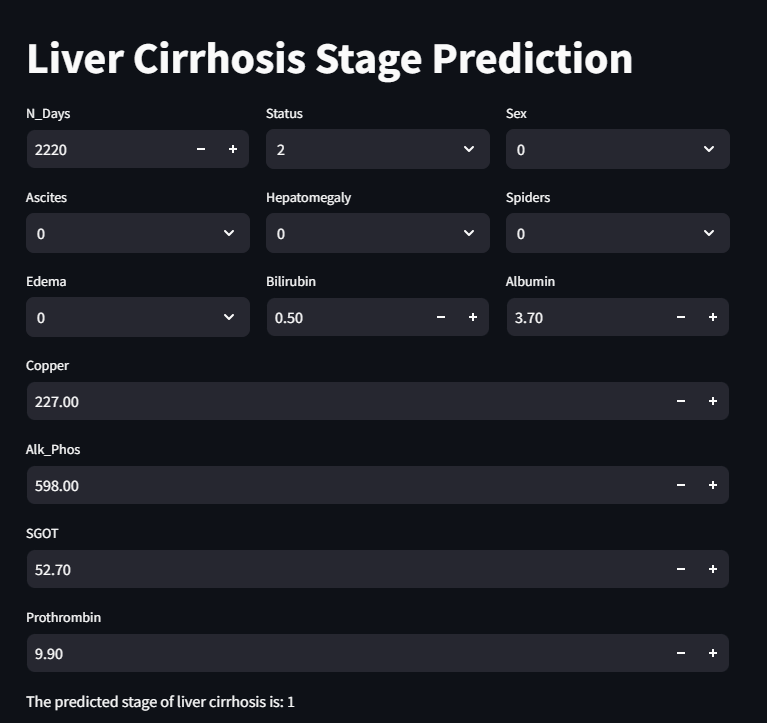 Liver Cirrhosis Stage Prediction
N_Days Status Sex
2220 − + 2 0
Ascites Hepatomegaly Spiders
0 0 0
Edema Bilirubin Albumin
0 0.50 − + 3.70 − +
Copper
227.00 − +
Alk_Phos
598.00 − +
SGOT
52.70 − +
Prothrombin
9.90 − +
The predicted stage of liver cirrhosis is: 1